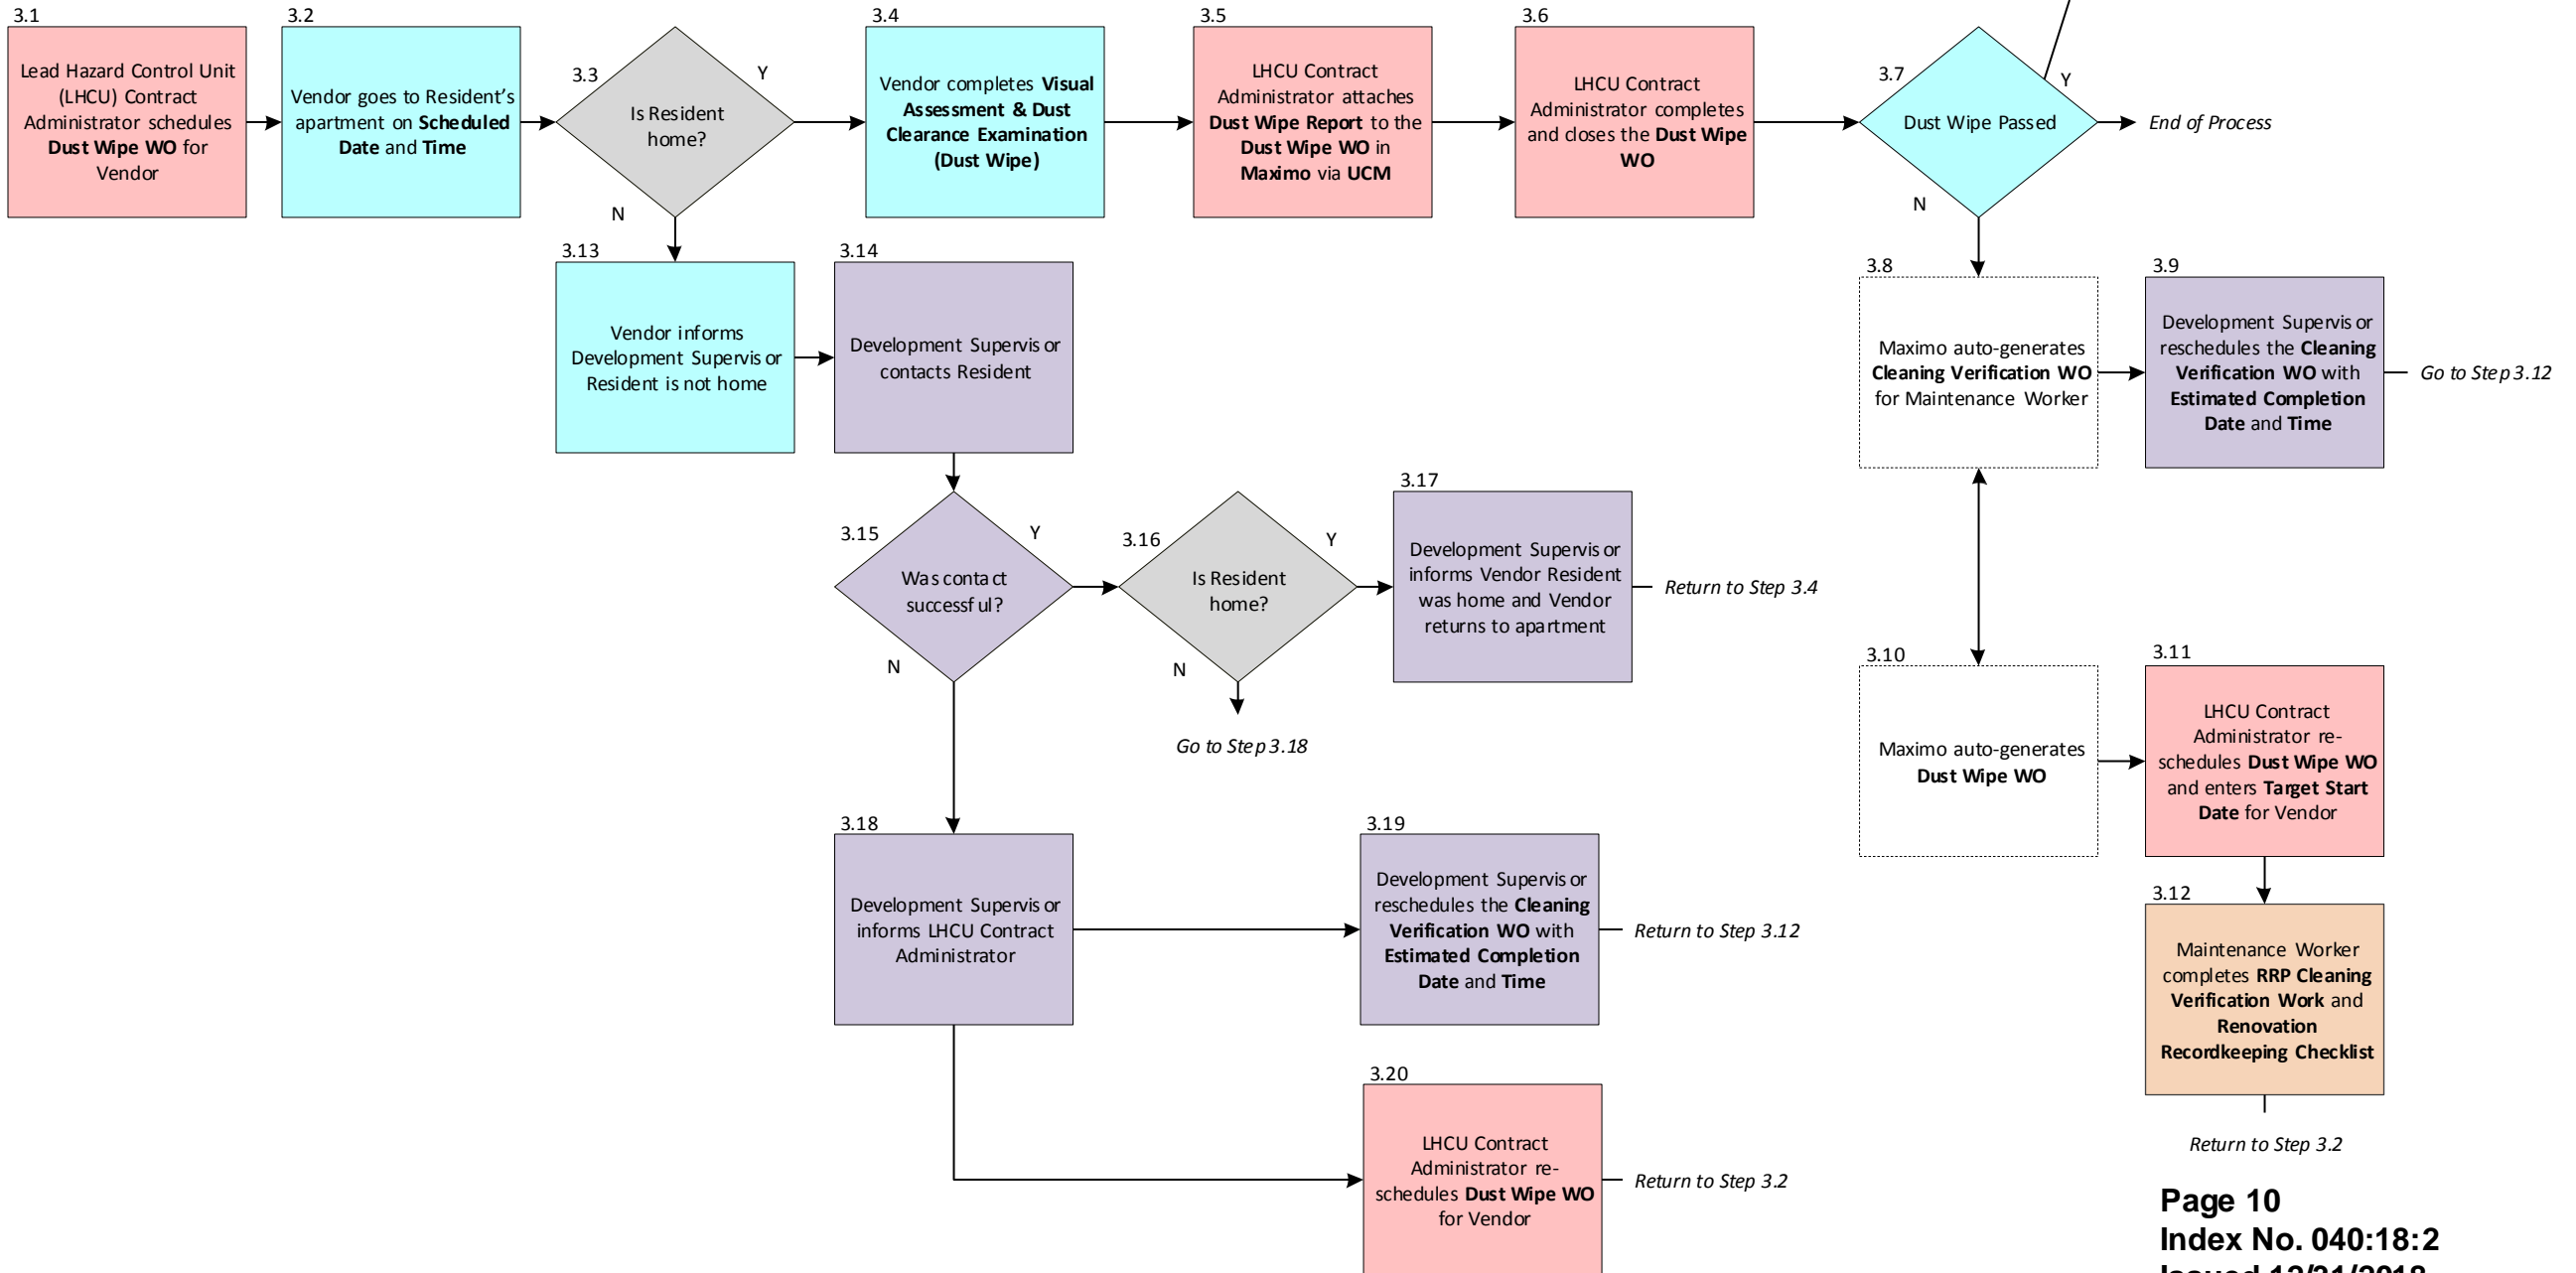 3.1
Lead Hazard Control Unit
(LHCU) Contract
Administrator schedules
Dust Wipe WO for
Vendor
3.2
Vendor goes to Resident's
apartment on Scheduled
Date and Time
3.3
Is Resident
home?
Y
N
3.4
Vendor completes Visual
Assessment & Dust
Clearance Examination
(Dust Wipe)
3.5
LHCU Contract
Administrator attaches
Dust Wipe Report to the
Dust Wipe WO in
Maximo via UCM
3.6
LHCU Contract
Administrator completes
and closes the Dust Wipe
WO
3.7
Dust Wipe Passed
Y
End of Process
N
3.13
Vendor informs
Development Supervisor
Resident is not home
3.14
Development Supervisor
contacts Resident
3.8
Maximo auto-generates
Cleaning Verification WO
for Maintenance Worker
3.9
Development Supervisor
reschedules the Cleaning
Verification WO with
Estimated Completion
Date and Time
Go to Step 3.12
3.15
Was contact
successful?
Y
N
3.16
Is Resident
home?
Y
N
Go to Step 3.18
3.17
Development Supervisor
informs Vendor Resident
was home and Vendor
returns to apartment
Return to Step 3.4
3.10
Maximo auto-generates
Dust Wipe WO
3.11
LHCU Contract
Administrator re-
schedules Dust Wipe WO
and enters Target Start
Date for Vendor
3.18
Development Supervisor
informs LHCU Contract
Administrator
3.19
Development Supervisor
reschedules the Cleaning
Verification WO with
Estimated Completion
Date and Time
Return to Step 3.12
3.12
Maintenance Worker
completes RRP Cleaning
Verification Work and
Renovation
Recordkeeping Checklist
Return to Step 3.2
3.20
LHCU Contract
Administrator re-
schedules Dust Wipe WO
for Vendor
Return to Step 3.2
Page 10
Index No. 040:18:2
Issued 12/31/2018